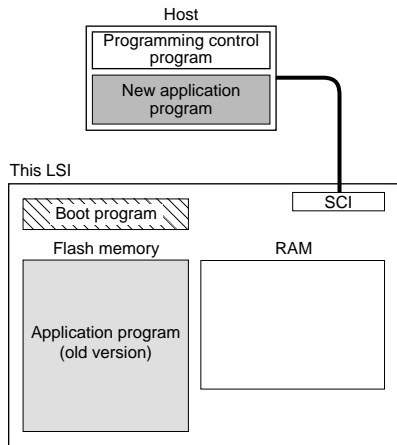 Host
Programming control
program
New application
program
This LSI
SCI
Boot program
Flash memory
RAM
Application program
(old version)